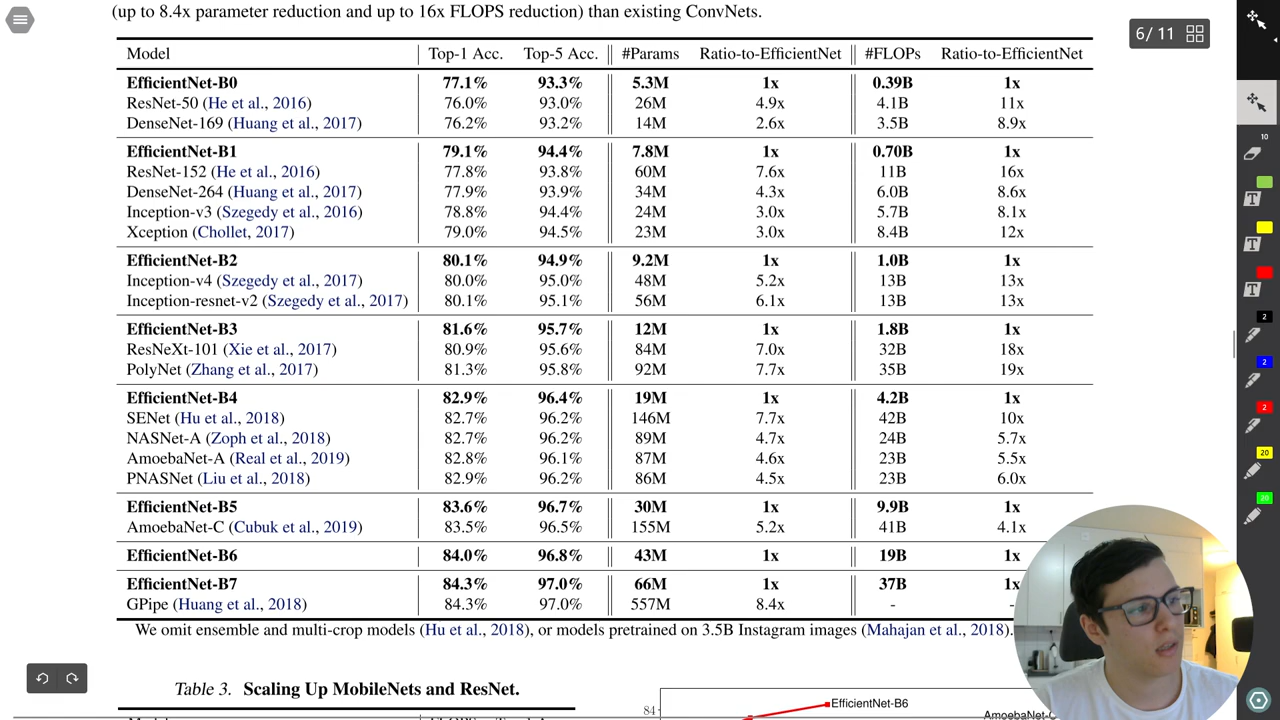 (up to 8.4x parameter reduction and up to 16x FLOPS reduction) than existing ConvNets.
6/11
Model Top-1 Acc. Top-5 Acc. #Params Ratio-to-EfficientNet #FLOPs Ratio-to-EfficientNet
EfficientNet-B0 77.1% 93.3% 5.3M 1x 0.39B 1x
ResNet-50 (He et al., 2016) 76.0% 93.0% 26M 4.9x 4.1B 11x
DenseNet-169 (Huang et al., 2017) 76.2% 93.2% 14M 2.6x 3.5B 8.9x
EfficientNet-B1 79.1% 94.4% 7.8M 1x 0.70B 1x
ResNet-152 (He et al., 2016) 77.8% 93.8% 60M 7.6x 11B 16x
DenseNet-264 (Huang et al., 2017) 77.9% 93.9% 34M 4.3x 6.0B 8.6x
Inception-v3 (Szegedy et al., 2016) 78.8% 94.4% 24M 3.0x 5.7B 8.1x
Xception (Chollet, 2017) 79.0% 94.5% 23M 3.0x 8.4B 12x
EfficientNet-B2 80.1% 94.9% 9.2M 1x 1.0B 1x
Inception-v4 (Szegedy et al., 2017) 80.0% 95.0% 48M 5.2x 13B 13x
Inception-resnet-v2 (Szegedy et al., 2017) 80.1% 95.1% 56M 6.1x 13B 13x
EfficientNet-B3 81.6% 95.7% 12M 1x 1.8B 1x
ResNeXt-101 (Xie et al., 2017) 80.9% 95.6% 84M 7.0x 32B 18x
PolyNet (Zhang et al., 2017) 81.3% 95.8% 92M 7.7x 35B 19x
EfficientNet-B4 82.9% 96.4% 19M 1x 4.2B 1x
SENet (Hu et al., 2018) 82.7% 96.2% 146M 7.7x 42B 10x
NASNet-A (Zoph et al., 2018) 82.7% 96.2% 89M 4.7x 24B 5.7x
AmoebaNet-A (Real et al., 2019) 82.8% 96.1% 87M 4.6x 23B 5.5x
PNASNet (Liu et al., 2018) 82.9% 96.2% 86M 4.5x 23B 6.0x
EfficientNet-B5 83.6% 96.7% 30M 1x 9.9B 1x
AmoebaNet-C (Cubuk et al., 2019) 83.5% 96.5% 155M 5.2x 41B 4.1x
EfficientNet-B6 84.0% 96.8% 43M 1x 19B 1x
EfficientNet-B7 84.3% 97.0% 66M 1x 37B 1x
GPipe (Huang et al., 2018) 84.3% 97.0% 557M 8.4x - -
We omit ensemble and multi-crop models (Hu et al., 2018), or models pretrained on 3.5B Instagram images (Mahajan et al., 2018).
Table 3. Scaling Up MobileNets and ResNet.
84
EfficientNet-B6
AmoebaNet-C
10
T
T
T
2
2
2
20
30